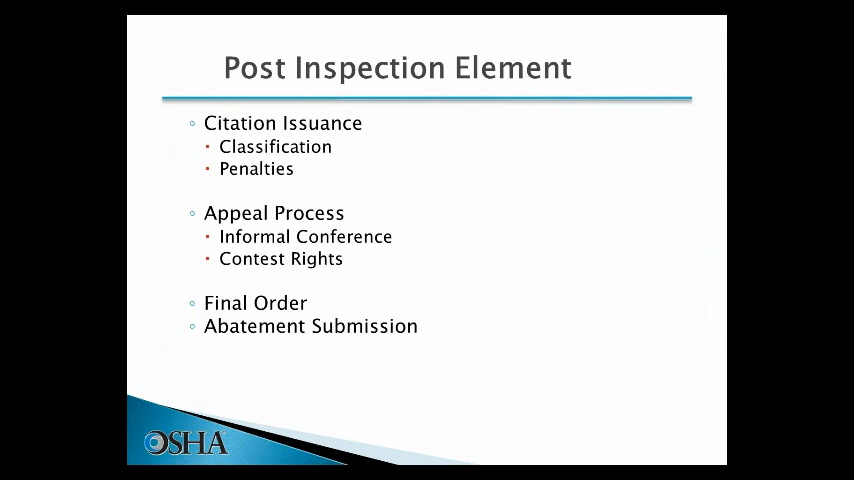 Post Inspection Element
Citation Issuance
Classification
Penalties
Appeal Process
Informal Conference
Contest Rights
Final Order
Abatement Submission
OSHA